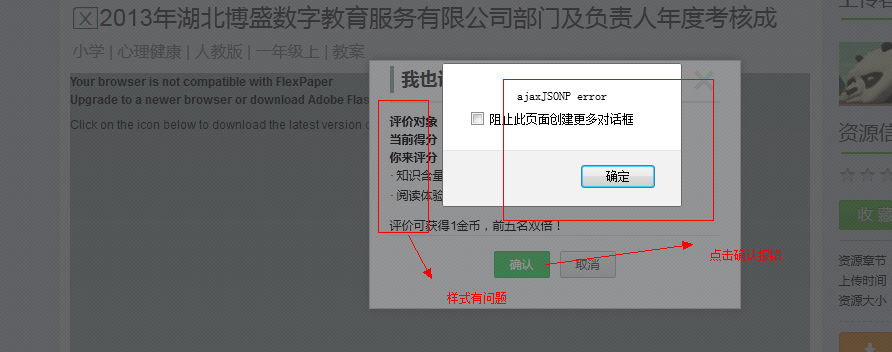 2013年湖北博盛数字教育服务有限公司部门及负责人年度考核成
小学 | 心理健康 | 人教版 | 一年级上 | 教案
Your browser is not compatible with FlexPaper
Upgrade to a newer browser or download Adobe Flas
Click on the icon below to download the latest version
我也
ajaxJSONP error
阻止此页面创建更多对话框
确定
评价对象
当前得分
你来评分
· 知识含量
· 阅读体验
评价可获得1金币，前五名双倍！
确认
取消
样式有问题
点击确认
上传者
资源信
收 藏
资源章节
上传时间
资源大小